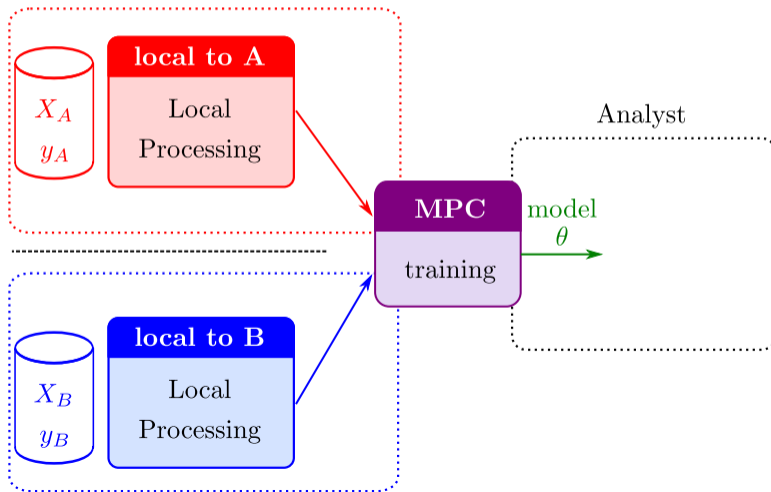 local to A
X_A
y_A
Local
Processing
Analyst
MPC
training
model
θ
local to B
X_B
y_B
Local
Processing